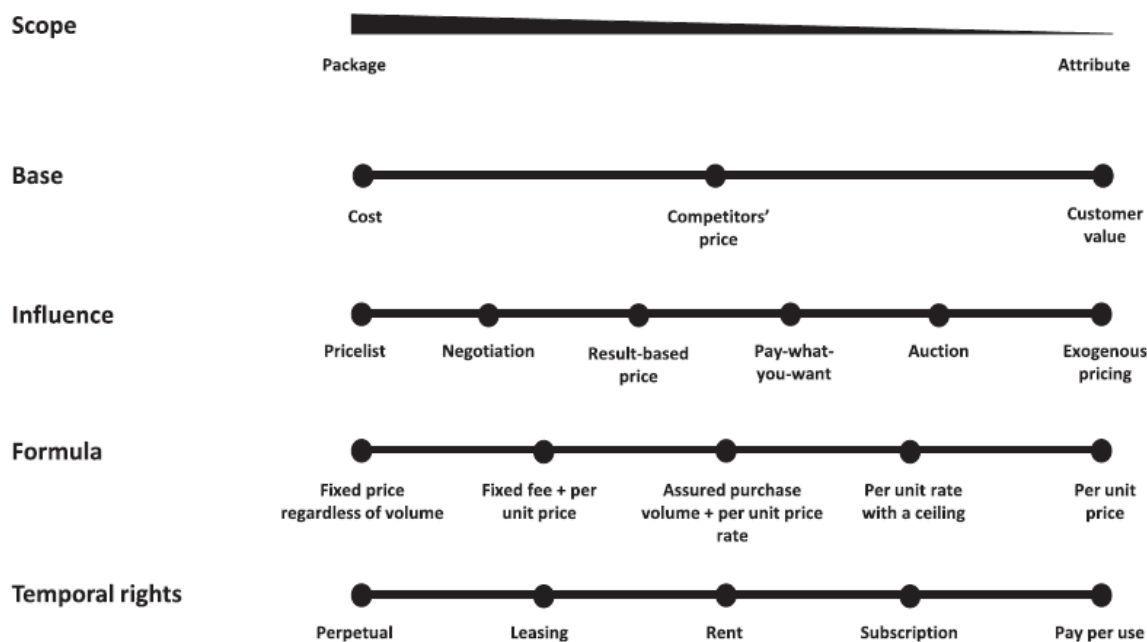 Scope
Package Attribute
Base
Cost Competitors' Customer
price value
Influence
Pricelist Negotiation Result-based Pay-what- Auction Exogenous
price you-want pricing
Formula
Fixed price Fixed fee + per Assured purchase Per unit rate Per unit
regardless of volume unit price volume + per unit price with a ceiling price
rate
Temporal rights
Perpetual Leasing Rent Subscription Pay per use